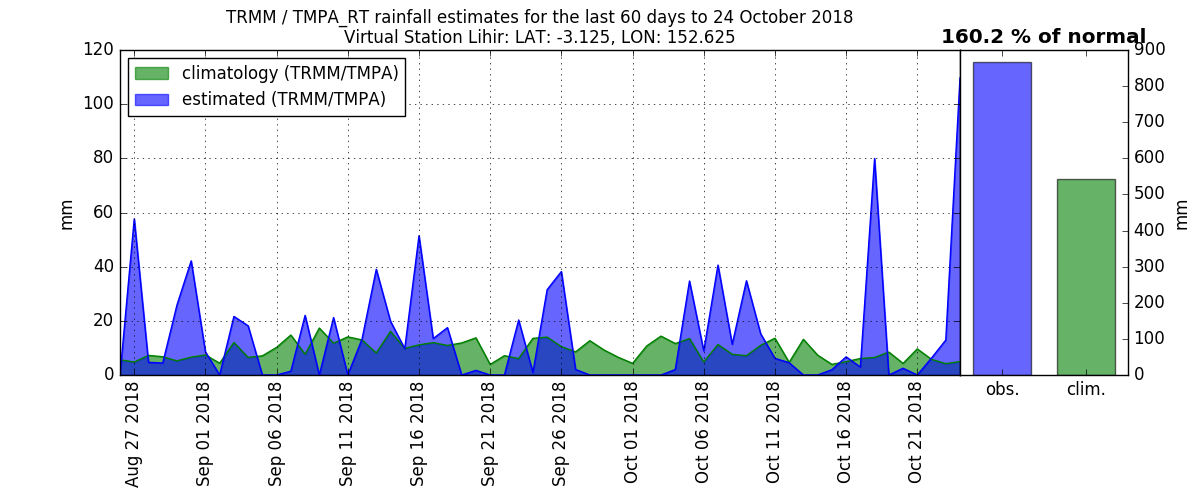 TRMM / TMPA_RT rainfall estimates for the last 60 days to 24 October 2018
Virtual Station Lihir: LAT: -3.125, LON: 152.625
160.2 % of normal
climatology (TRMM/TMPA)
estimated (TRMM/TMPA)
mm
120
100
80
60
40
20
0
Aug 27 2018
Sep 01 2018
Sep 06 2018
Sep 11 2018
Sep 16 2018
Sep 21 2018
Sep 26 2018
Oct 01 2018
Oct 06 2018
Oct 11 2018
Oct 16 2018
Oct 21 2018
obs.
clim.
900
800
700
600
500
400
300
200
100
0
mm